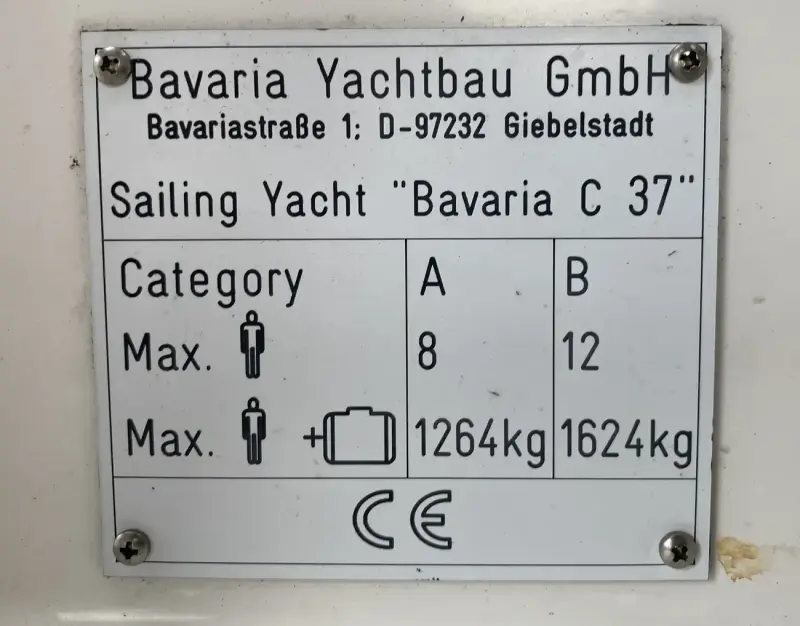 Bavaria Yachtbau GmbH
Bavariastraße 1; D-97232 Giebelstadt
Sailing Yacht "Bavaria C 37"
Category A B
Max. 8 12
Max. + 1264kg 1624kg
CE